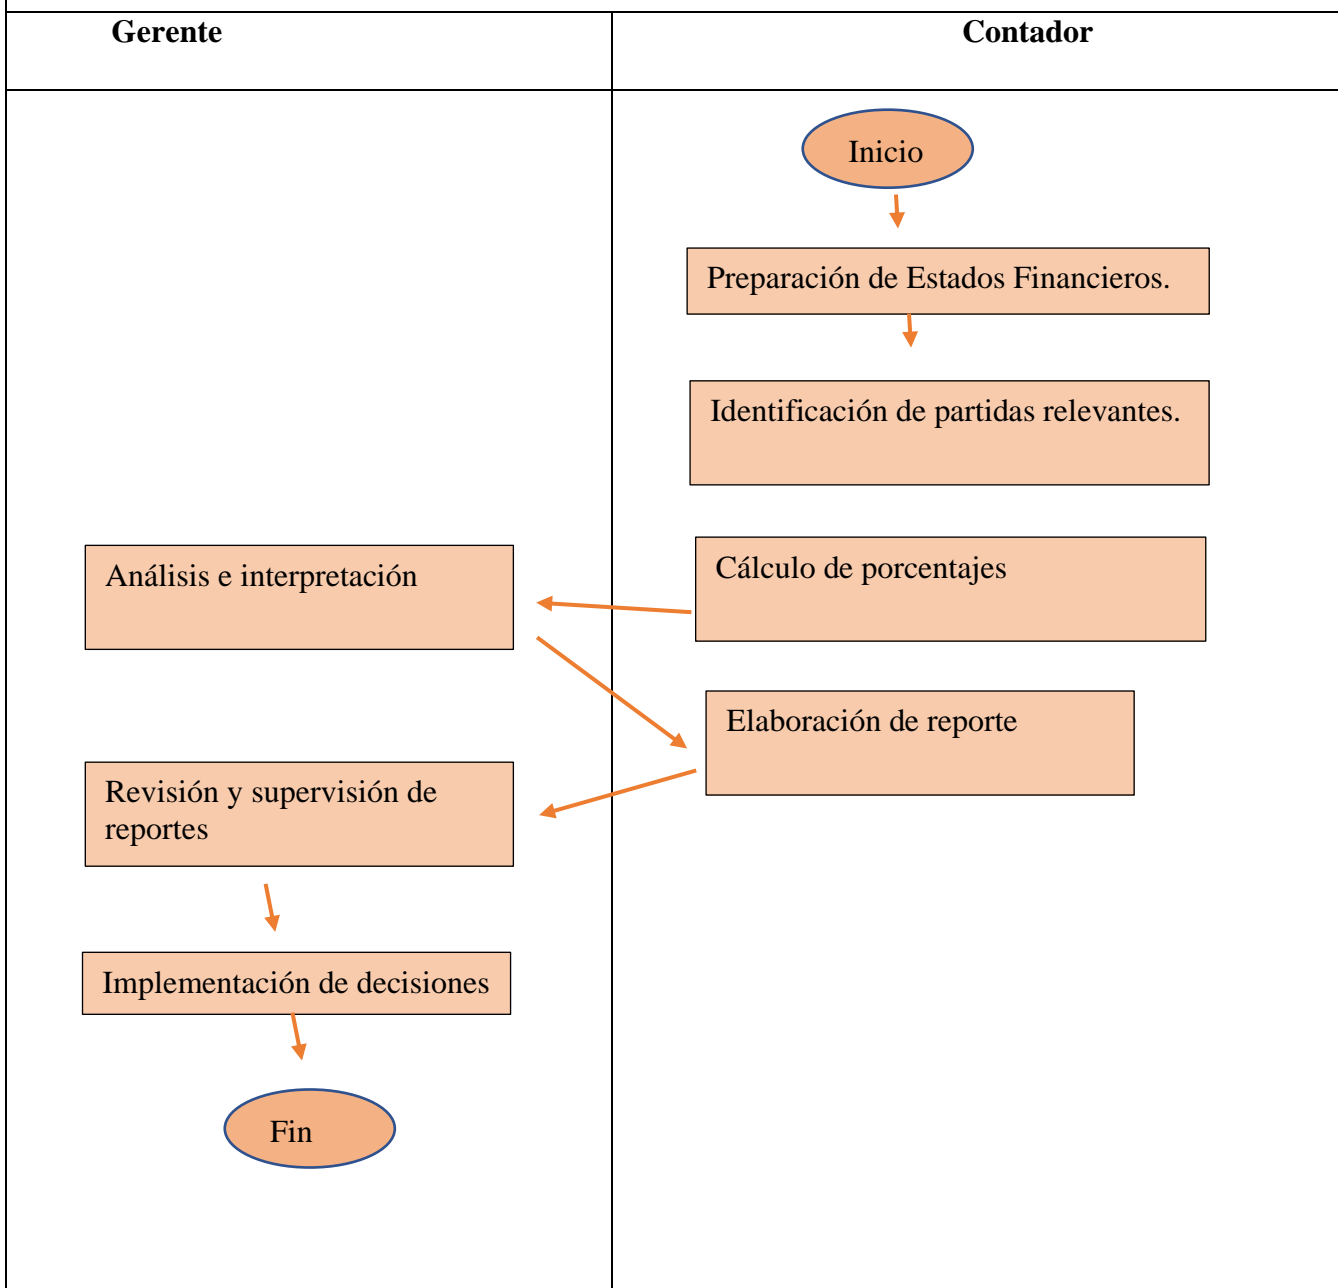 Gerente
Contador
Inicio
Preparación de Estados Financieros.
Identificación de partidas relevantes.
Cálculo de porcentajes
Análisis e interpretación
Elaboración de reporte
Revisión y supervisión de
reportes
Implementación de decisiones
Fin